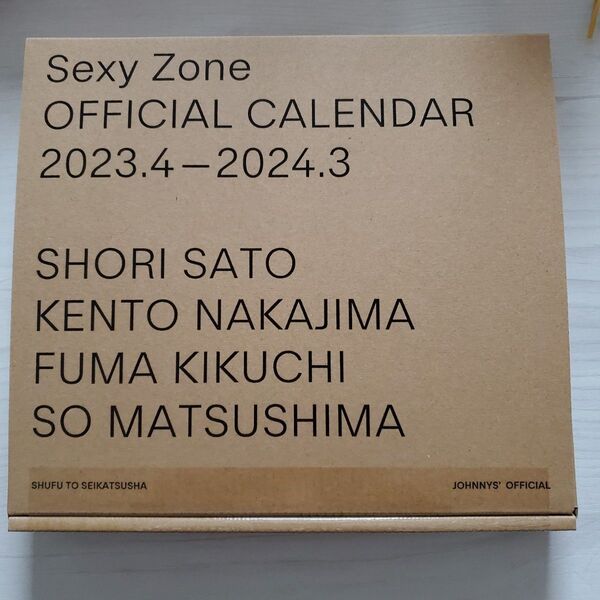 Sexy Zone
OFFICIAL CALENDAR
2023.4—2024.3
SHORI SATO
KENTO NAKAJIMA
FUMA KIKUCHI
SO MATSUSHIMA
SHUFU TO SEIKATSUSHA JOHNNYS' OFFICIAL